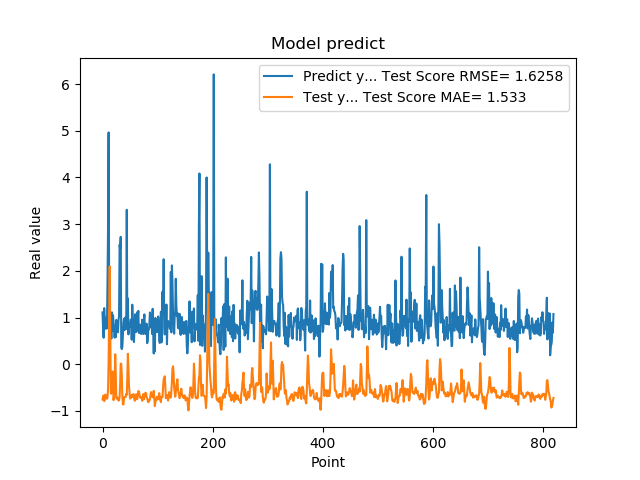 Model predict
Predict y... Test Score RMSE= 1.6258
Test y... Test Score MAE= 1.533
Real value
6
5
4
3
2
1
0
−1
0 200 400 600 800
Point